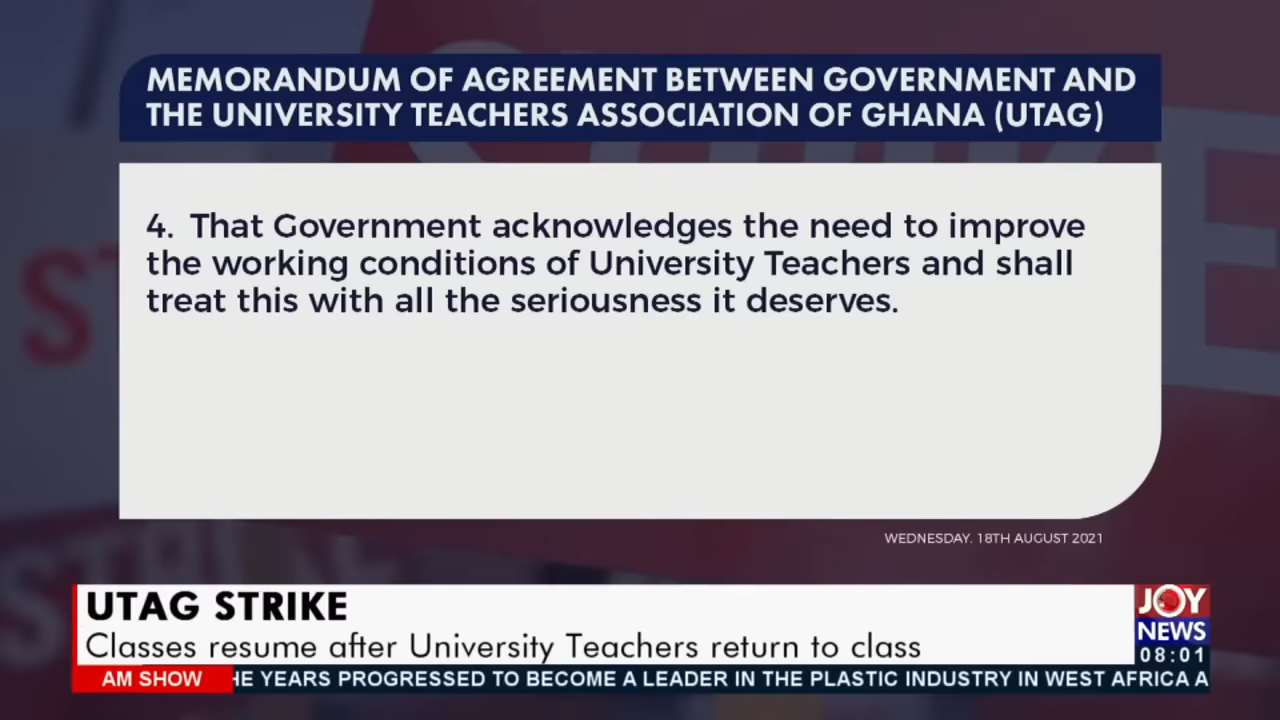 MEMORANDUM OF AGREEMENT BETWEEN GOVERNMENT AND
THE UNIVERSITY TEACHERS ASSOCIATION OF GHANA (UTAG)
4. That Government acknowledges the need to improve
the working conditions of University Teachers and shall
treat this with all the seriousness it deserves.
WEDNESDAY. 18TH AUGUST 2021
UTAG STRIKE
Classes resume after University Teachers return to class
JOY
NEWS
08:01
AM SHOW
YEARS PROGRESSED TO BECOME A LEADER IN THE PLASTIC INDUSTRY IN WEST AFRICA